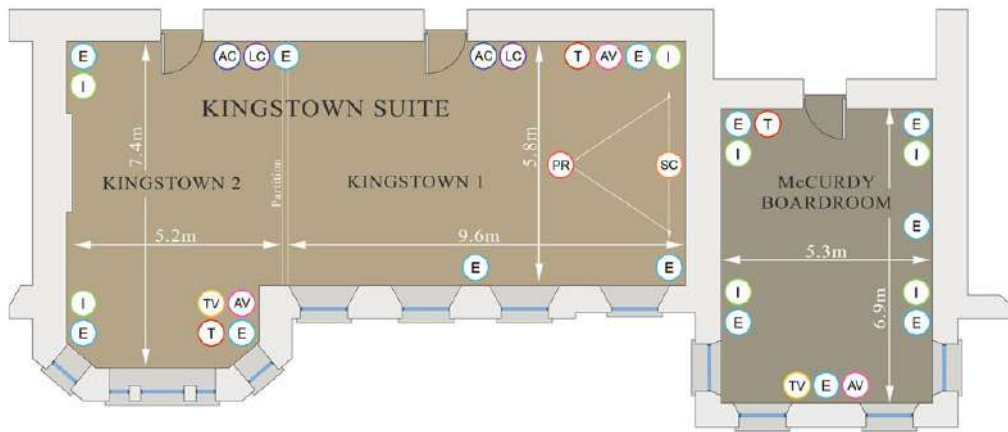 E
AC
LC
E
AC
LC
T
AV
E
I
I
KINGSTOWN SUITE
7.4m
Partition
5.8m
PR
SC
KINGSTOWN 2
KINGSTOWN 1
5.2m
9.6m
E
E
I
TV
AV
E
T
E
E
T
E
I
I
McCURDY
BOARDROOM
E
5.3m
I
I
E
6.9m
E
TV
E
AV